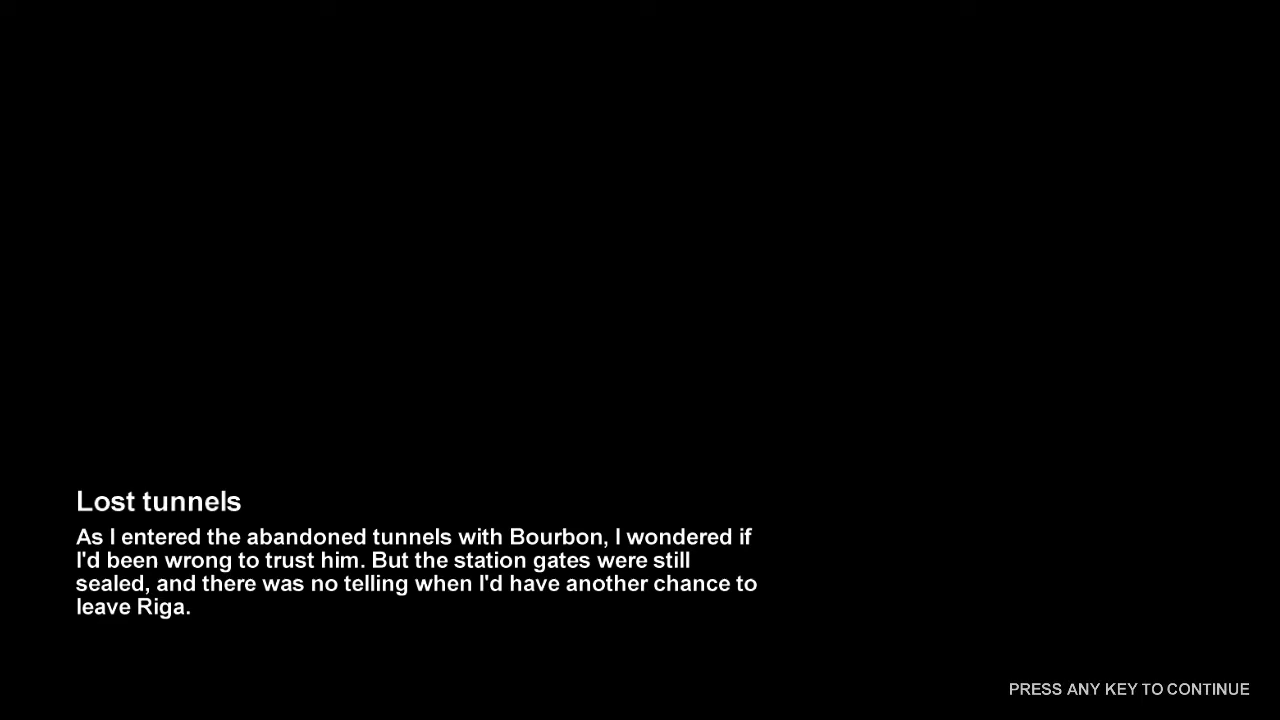 Lost tunnels
As I entered the abandoned tunnels with Bourbon, I wondered if
I'd been wrong to trust him. But the station gates were still
sealed, and there was no telling when I'd have another chance to
leave Riga.
PRESS ANY KEY TO CONTINUE